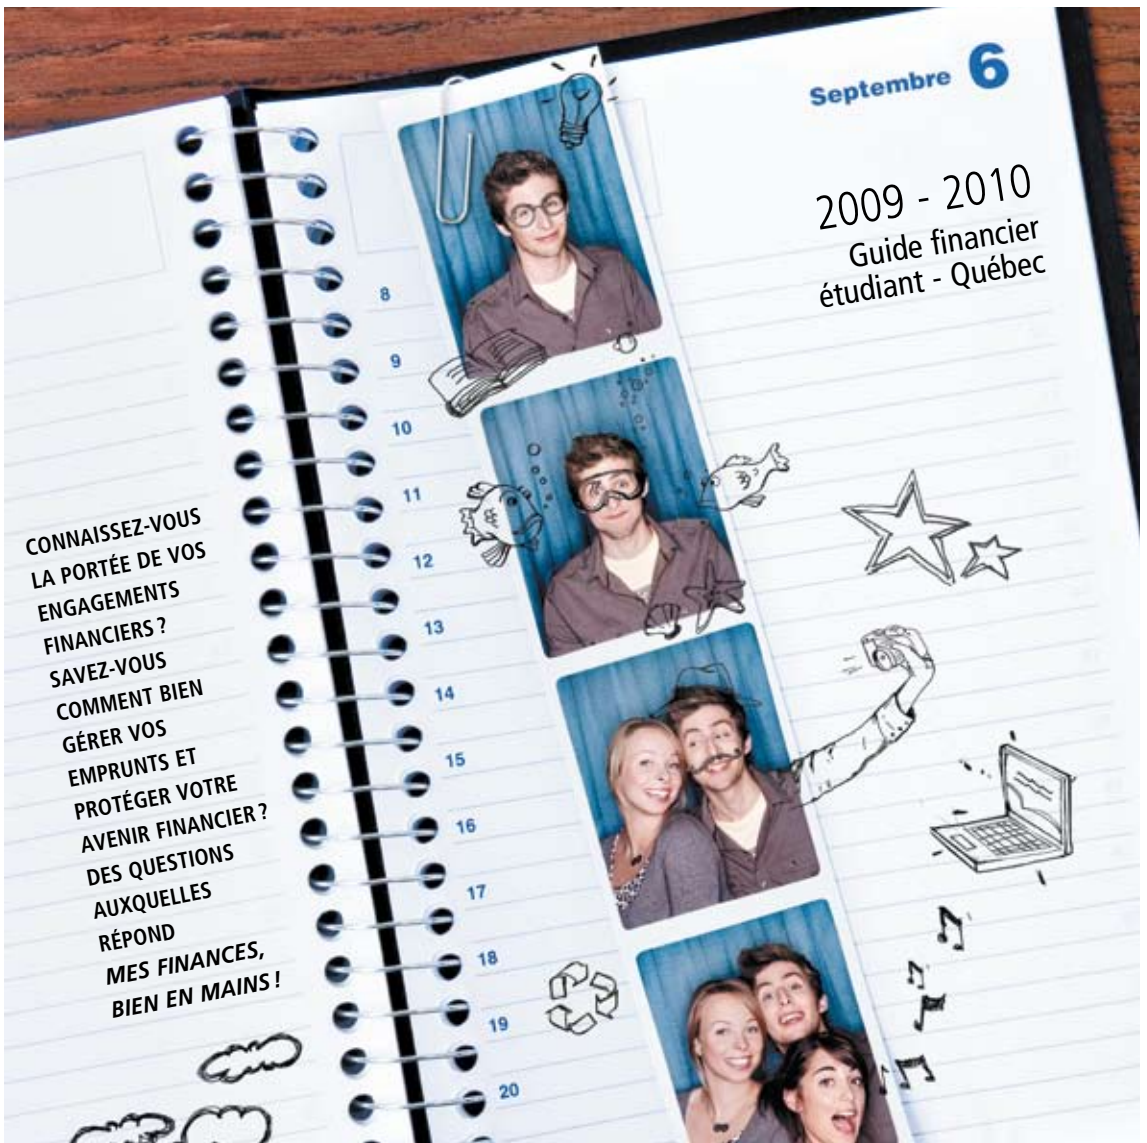 Septembre 6
2009 - 2010
Guide financier
étudiant - Québec
8
9
10
11
12
13
14
15
16
17
18
19
20
CONNAISSEZ-VOUS
LA PORTÉE DE VOS
ENGAGEMENTS
FINANCIERS ?
SAVEZ-VOUS
COMMENT BIEN
GÉRER VOS
EMPRUNTS ET
PROTÉGER VOTRE
AVENIR FINANCIER ?
DES QUESTIONS
AUXQUELLES
RÉPOND
MES FINANCES,
BIEN EN MAINS !